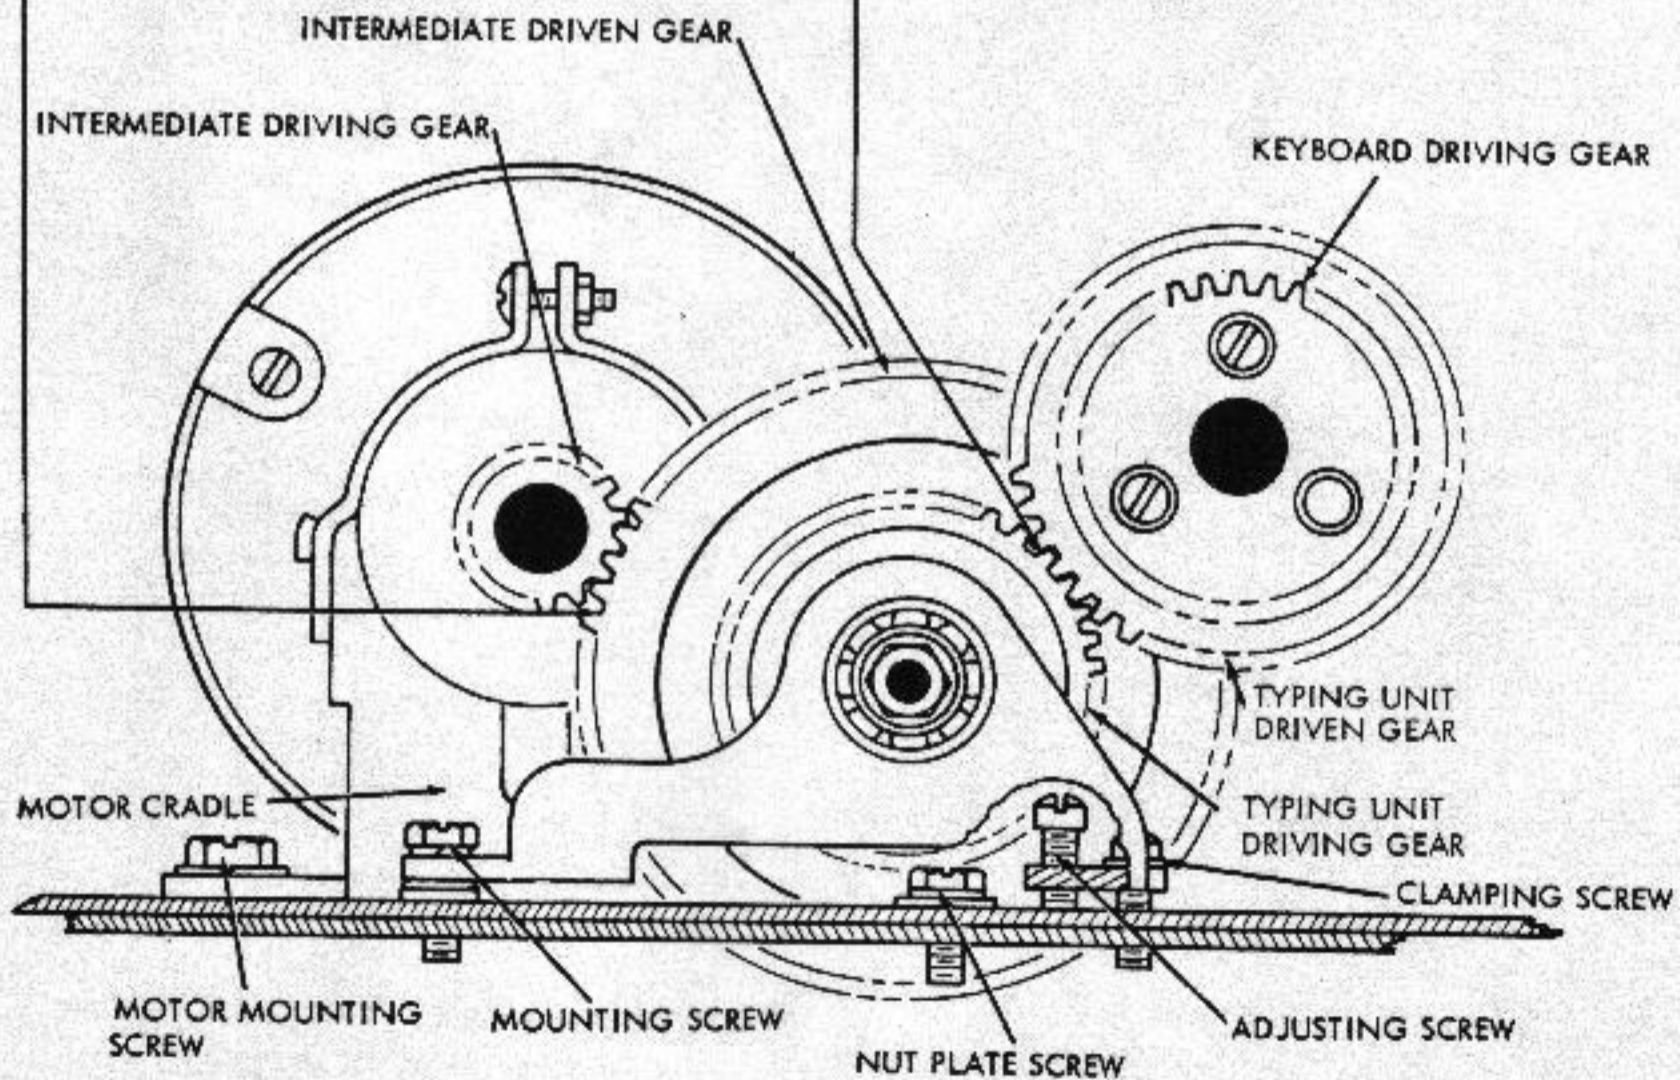 INTERMEDIATE DRIVEN GEAR
INTERMEDIATE DRIVING GEAR
KEYBOARD DRIVING GEAR
TYPING UNIT
DRIVEN GEAR
MOTOR CRADLE
TYPING UNIT
DRIVING GEAR
CLAMPING SCREW
MOTOR MOUNTING
SCREW
MOUNTING SCREW
ADJUSTING SCREW
NUT PLATE SCREW